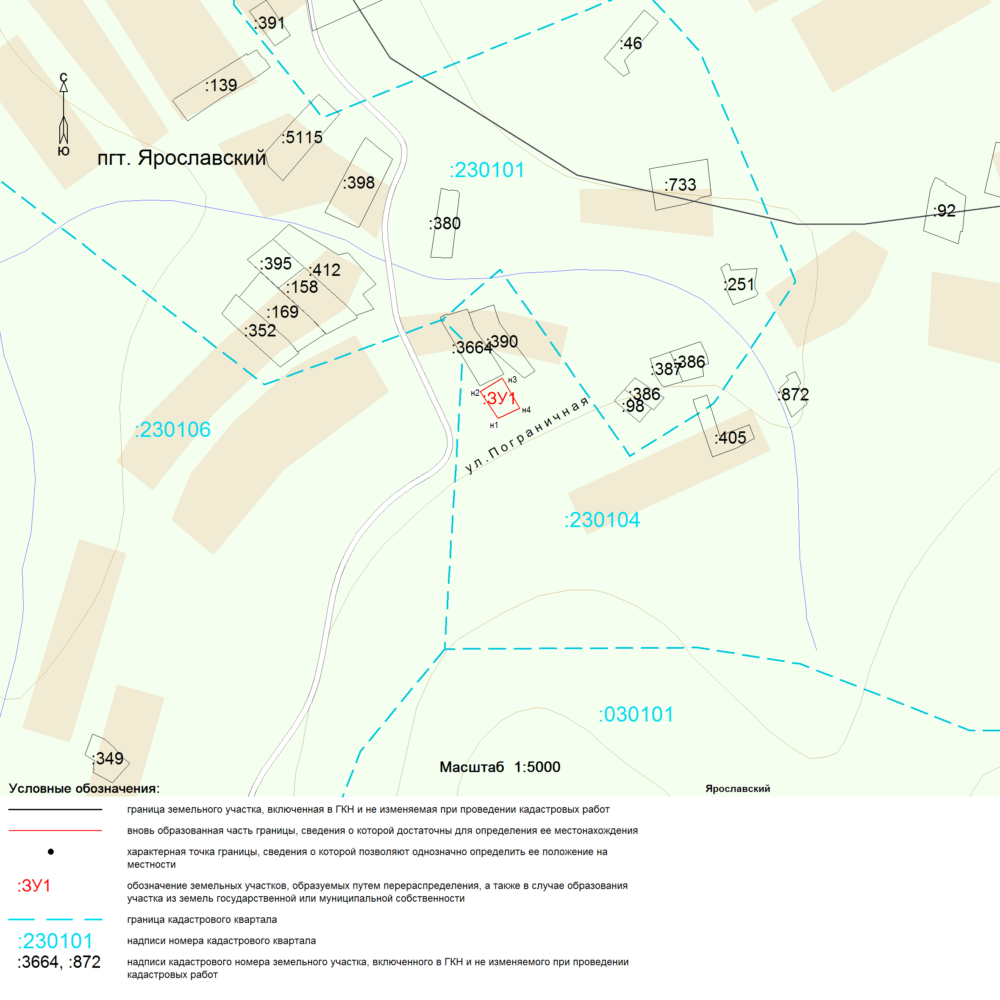 :391
:46
:139
С
Ю
:5115
пгт. Ярославский
:230101
:398
:733
:380
:92
:395
:412
:158
:251
:169
:352
:3664
:390
:387
:386
н3
н2
:ЗУ1
н4
н1
:386
:98
:872
:230106
ул.Пограничная
:405
:230104
:030101
:349
Масштаб 1:5000
Условные обозначения:
Ярославский
граница земельного участка, включенная в ГКН и не изменяемая при проведении кадастровых работ
вновь образованная часть границы, сведения о которой достаточны для определения ее местонахождения
характерная точка границы, сведения о которой позволяют однозначно определить ее положение на
местности
:ЗУ1
обозначение земельных участков, образуемых путем перераспределения, а также в случае образования
участка из земель государственной или муниципальной собственности
граница кадастрового квартала
:230101
надписи номера кадастрового квартала
:3664, :872
надписи кадастрового номера земельного участка, включенного в ГКН и не изменяемого при проведении
кадастровых работ